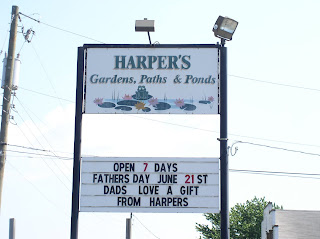 HARPER'S
Gardens, Paths & Ponds
OPEN 7 DAYS
FATHERS DAY JUNE 21ST
DADS LOVE A GIFT
FROM HARPERS